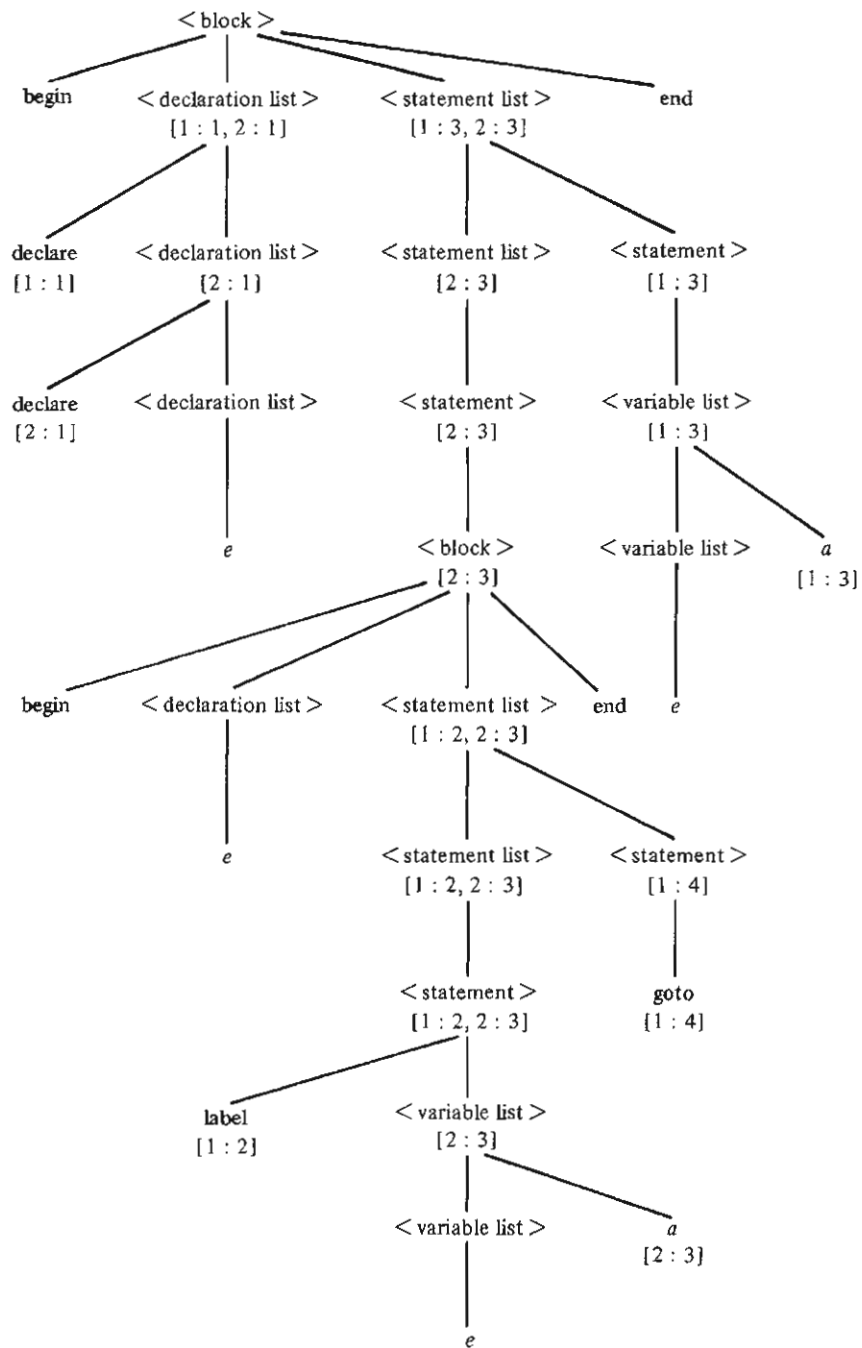 < block >
begin < declaration list > < statement list > end
[1 : 1, 2 : 1] [1 : 3, 2 : 3]
declare < declaration list > < statement list > < statement >
[1 : 1] [2 : 1] [2 : 3] [1 : 3]
declare < declaration list > < statement > < variable list >
[2 : 1] [2 : 3] [1 : 3]
e < block > < variable list > a
[2 : 3] [1 : 3]
begin < declaration list > < statement list > end e
[1 : 2, 2 : 3]
e < statement list > < statement >
[1 : 2, 2 : 3] [1 : 4]
< statement > goto
[1 : 2, 2 : 3] [1 : 4]
label < variable list >
[1 : 2] [2 : 3]
< variable list > a
[2 : 3]
e